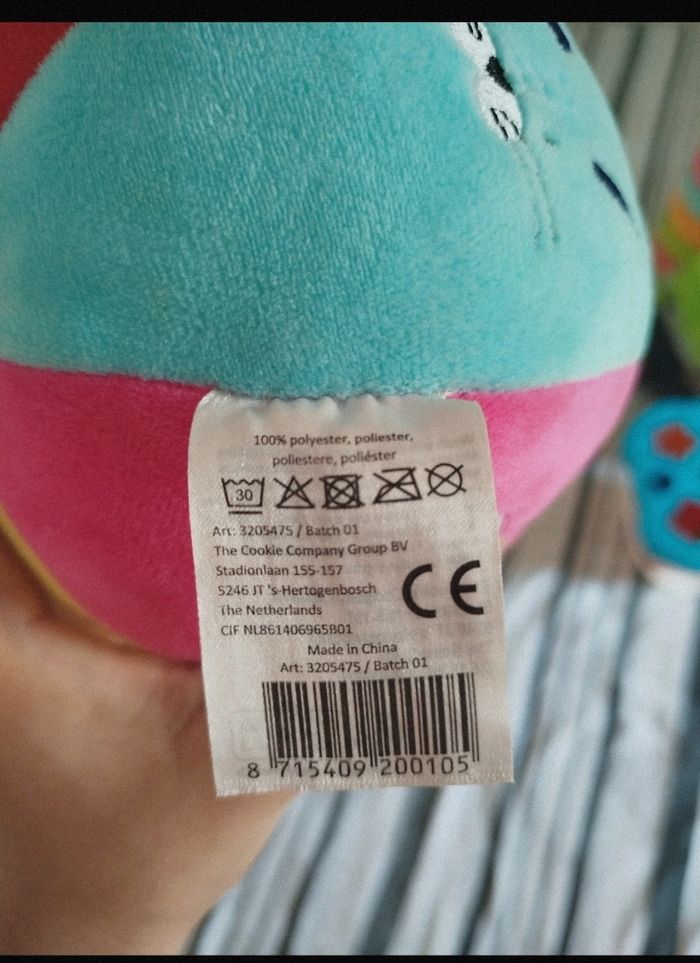 100% polyester, poliester,
poliestere, poliéster
30
Art: 3205475 / Batch 01
The Cookie Company Group BV
Stadionlaan 155-157
5246 JT 's-Hertogenbosch
The Netherlands
CIF NL861406965B01
CE
Made in China
Art: 3205475 / Batch 01
8 715409 200105